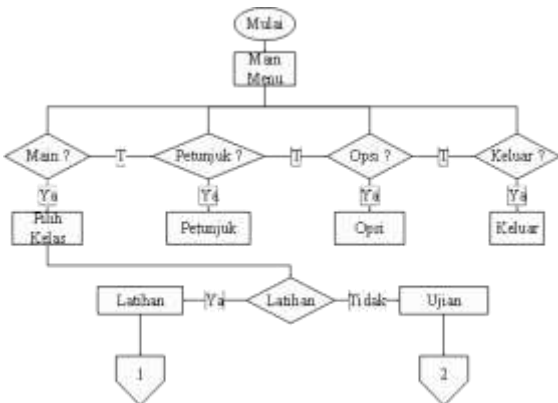 Mulai
Main
Menu
Main ?
T
Petunjuk ?
T
Opsi ?
T
Keluar ?
Ya
Ya
Ya
Ya
Pilih
Kelas
Petunjuk
Opsi
Keluar
Latihan
Ya
Latihan
Tidak
Ujian
1
2